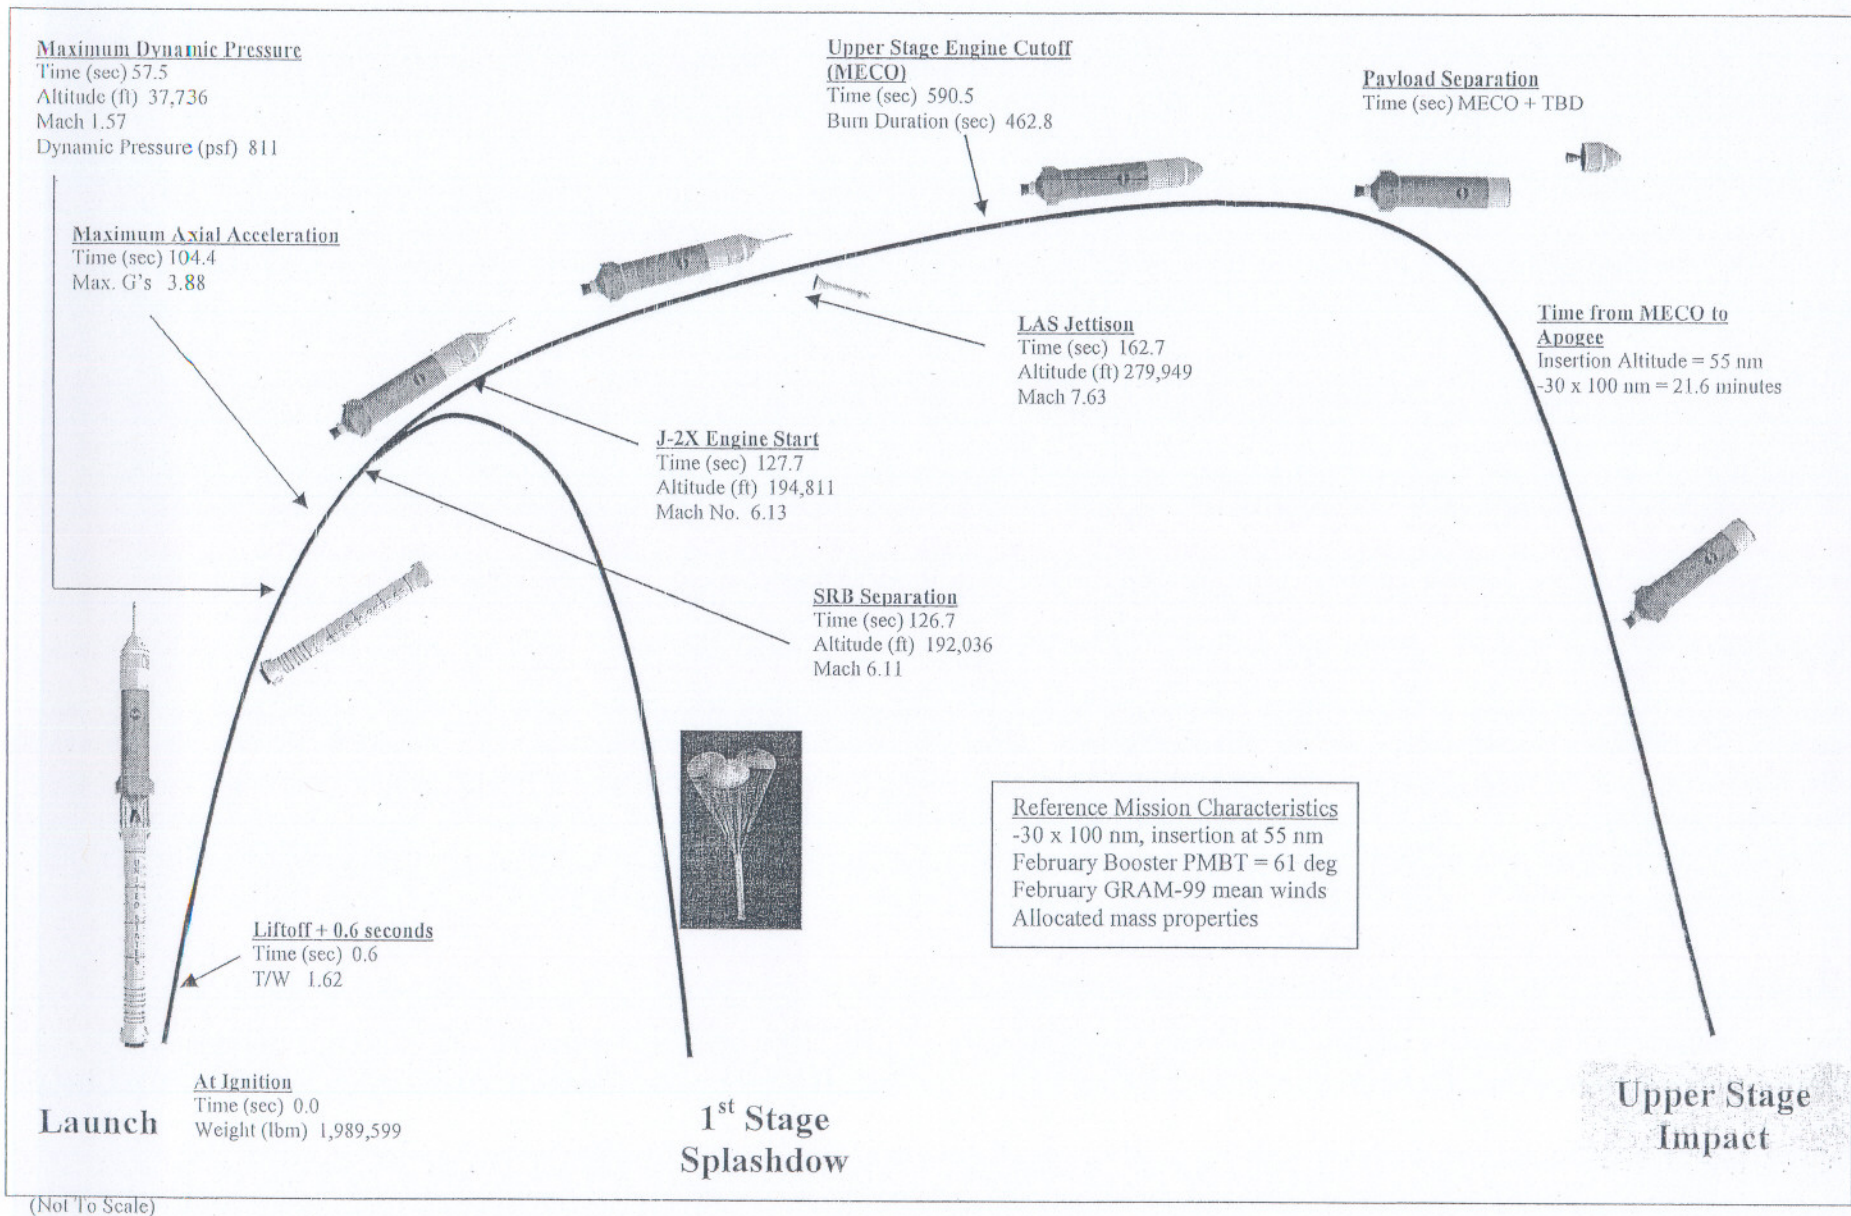 Maximum Dynamic Pressure
Time (sec) 57.5
Altitude (ft) 37,736
Mach 1.57
Dynamic Pressure (psf) 811
Upper Stage Engine Cutoff
(MECO)
Time (sec) 590.5
Burn Duration (sec) 462.8
Payload Separation
Time (sec) MECO + TBD
Maximum Axial Acceleration
Time (sec) 104.4
Max. G's 3.88
LAS Jettison
Time (sec) 162.7
Altitude (ft) 279,949
Mach 7.63
Time from MECO to
Apogee
Insertion Altitude = 55 nm
-30 x 100 nm = 21.6 minutes
J-2X Engine Start
Time (sec) 127.7
Altitude (ft) 194,811
Mach No. 6.13
SRB Separation
Time (sec) 126.7
Altitude (ft) 192,036
Mach 6.11
Reference Mission Characteristics
-30 x 100 nm, insertion at 55 nm
February Booster PMBT = 61 deg
February GRAM-99 mean winds
Allocated mass properties
Liftoff + 0.6 seconds
Time (sec) 0.6
T/W 1.62
At Ignition
Time (sec) 0.0
Weight (lbm) 1,989,599
Launch
1st Stage
Splashdow
Upper Stage
Impact
(Not To Scale)